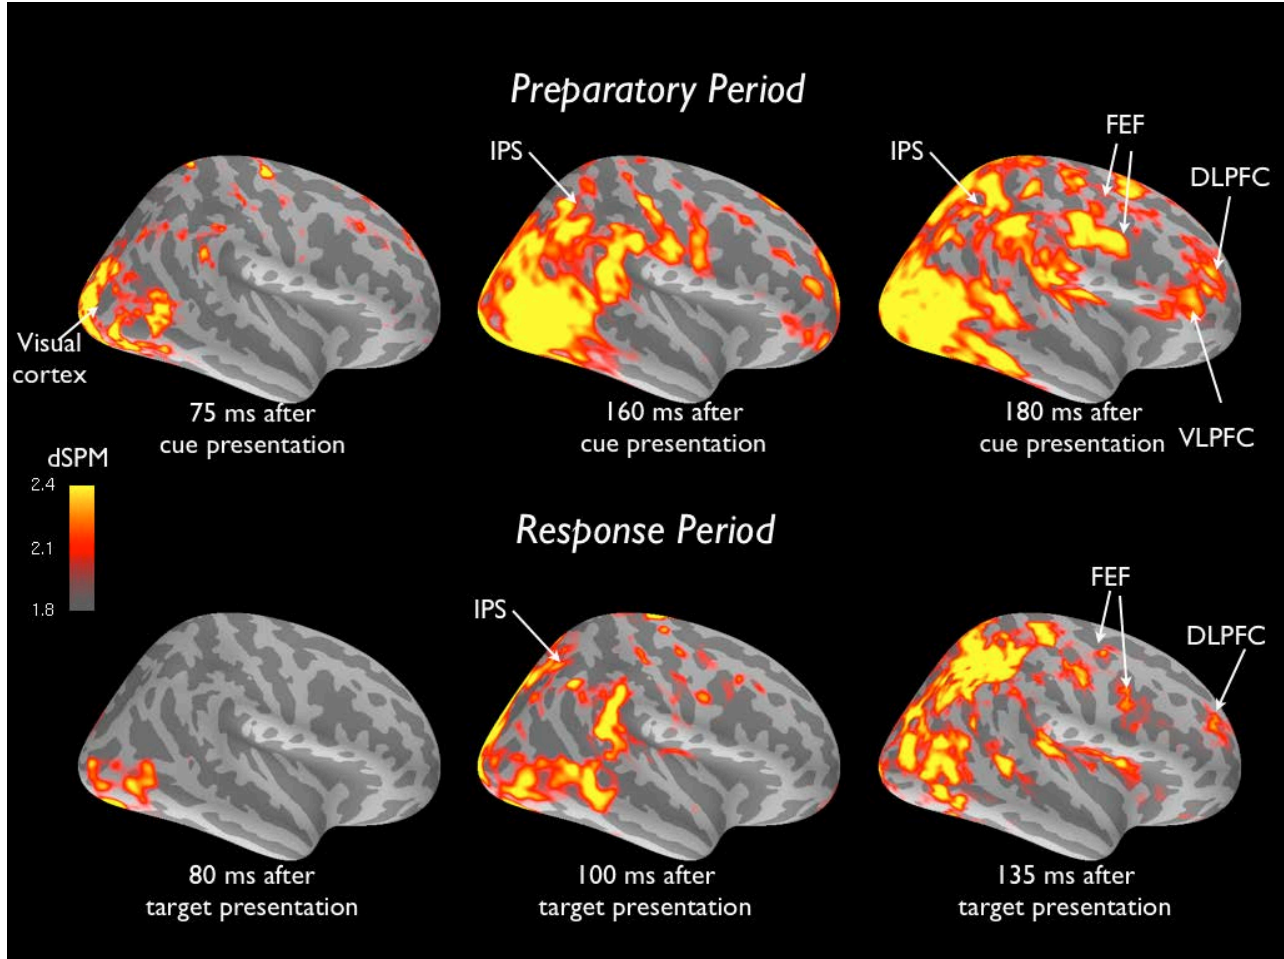 Preparatory Period
IPS
IPS
FEF
DLPFC
Visual
cortex
75 ms after
cue presentation
160 ms after
cue presentation
180 ms after
cue presentation
VLPFC
dSPM
2.4
2.1
1.8
Response Period
IPS
FEF
DLPFC
80 ms after
target presentation
100 ms after
target presentation
135 ms after
target presentation